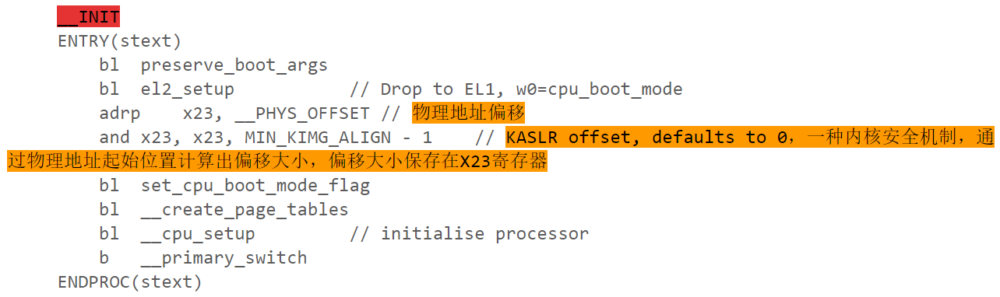 __INIT
ENTRY(stext)
bl preserve_boot_args
bl el2_setup // Drop to EL1, w0=cpu_boot_mode
adrp x23, __PHYS_OFFSET // 物理地址偏移
and x23, x23, MIN_KIMG_ALIGN - 1 // KASLR offset, defaults to 0，一种内核安全机制，通
过物理地址起始位置计算出偏移大小，偏移大小保存在X23寄存器
bl set_cpu_boot_mode_flag
bl __create_page_tables
bl __cpu_setup // initialise processor
b __primary_switch
ENDPROC(stext)